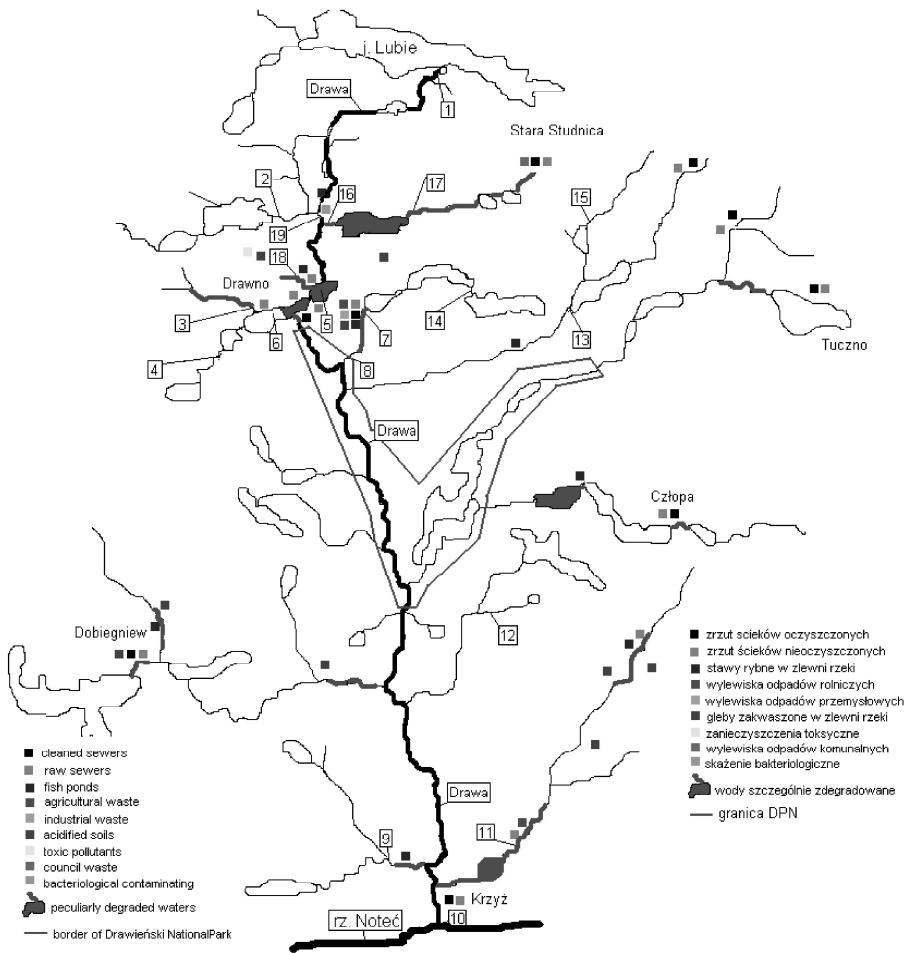 j. Lubie
Drawa
1
Stara Studnica
2
16
17
15
19
18
Drawno
3
5
7
14
6
13
4
8
Tuczno
Drawa
Człopa
Dobiegniew
12
zrzut scieków oczyszczonych
zrzut ścieków nieoczyszczonych
stawy rybne w zlewni rzeki
wylewiska odpadów rolniczych
wylewiska odpadów przemysłowych
gleby zakwaszone w zlewni rzeki
zanieczyszczenia toksyczne
wylewiska odpadów komunalnych
skażenie bakteriologiczne
wody szczególnie zdegradowane
granica DPN
cleaned sewers
raw sewers
fish ponds
agricultural waste
industrial waste
acidified soils
toxic pollutants
council waste
bacteriological contaminating
peculiarly degraded waters
border of Drawieński NationalPark
Drawa
9
11
Krzyż
10
rz. Noteć